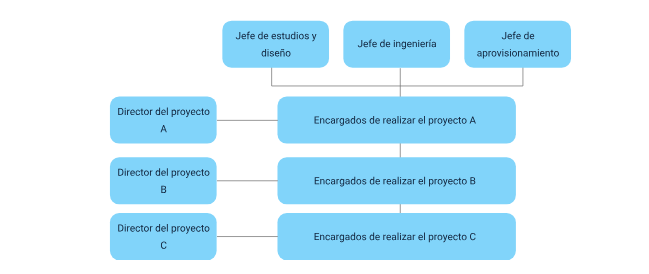 Jefe de estudios y
diseño
Jefe de ingeniería
Jefe de
aprovisionamiento
Director del proyecto
A
Encargados de realizar el proyecto A
Director del proyecto
B
Encargados de realizar el proyecto B
Director del proyecto
C
Encargados de realizar el proyecto C